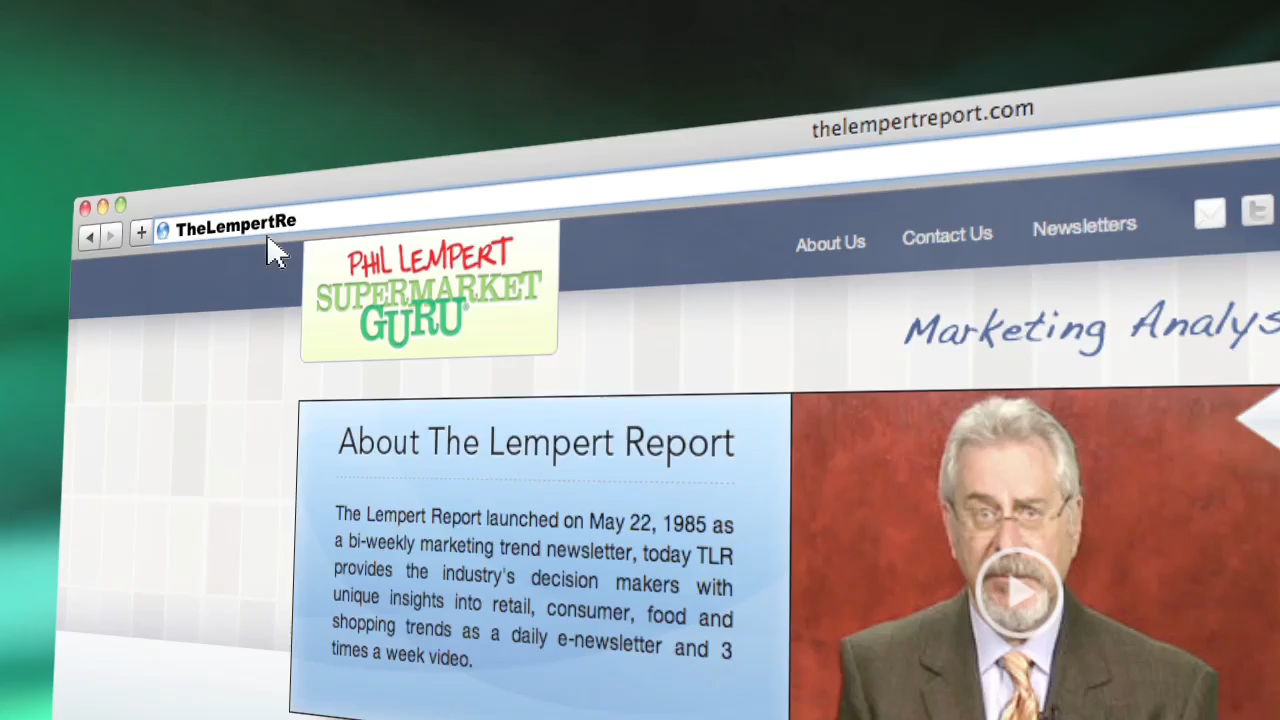 thelempertreport.com
TheLempertRe
PHIL LEMPERT
SUPERMARKET
GURU®
About Us
Contact Us
Newsletters
Marketing Analys
About The Lempert Report
The Lempert Report launched on May 22, 1985 as
a bi-weekly marketing trend newsletter, today TLR
provides the industry's decision makers with
unique insights into retail, consumer, food and
shopping trends as a daily e-newsletter and 3
times a week video.